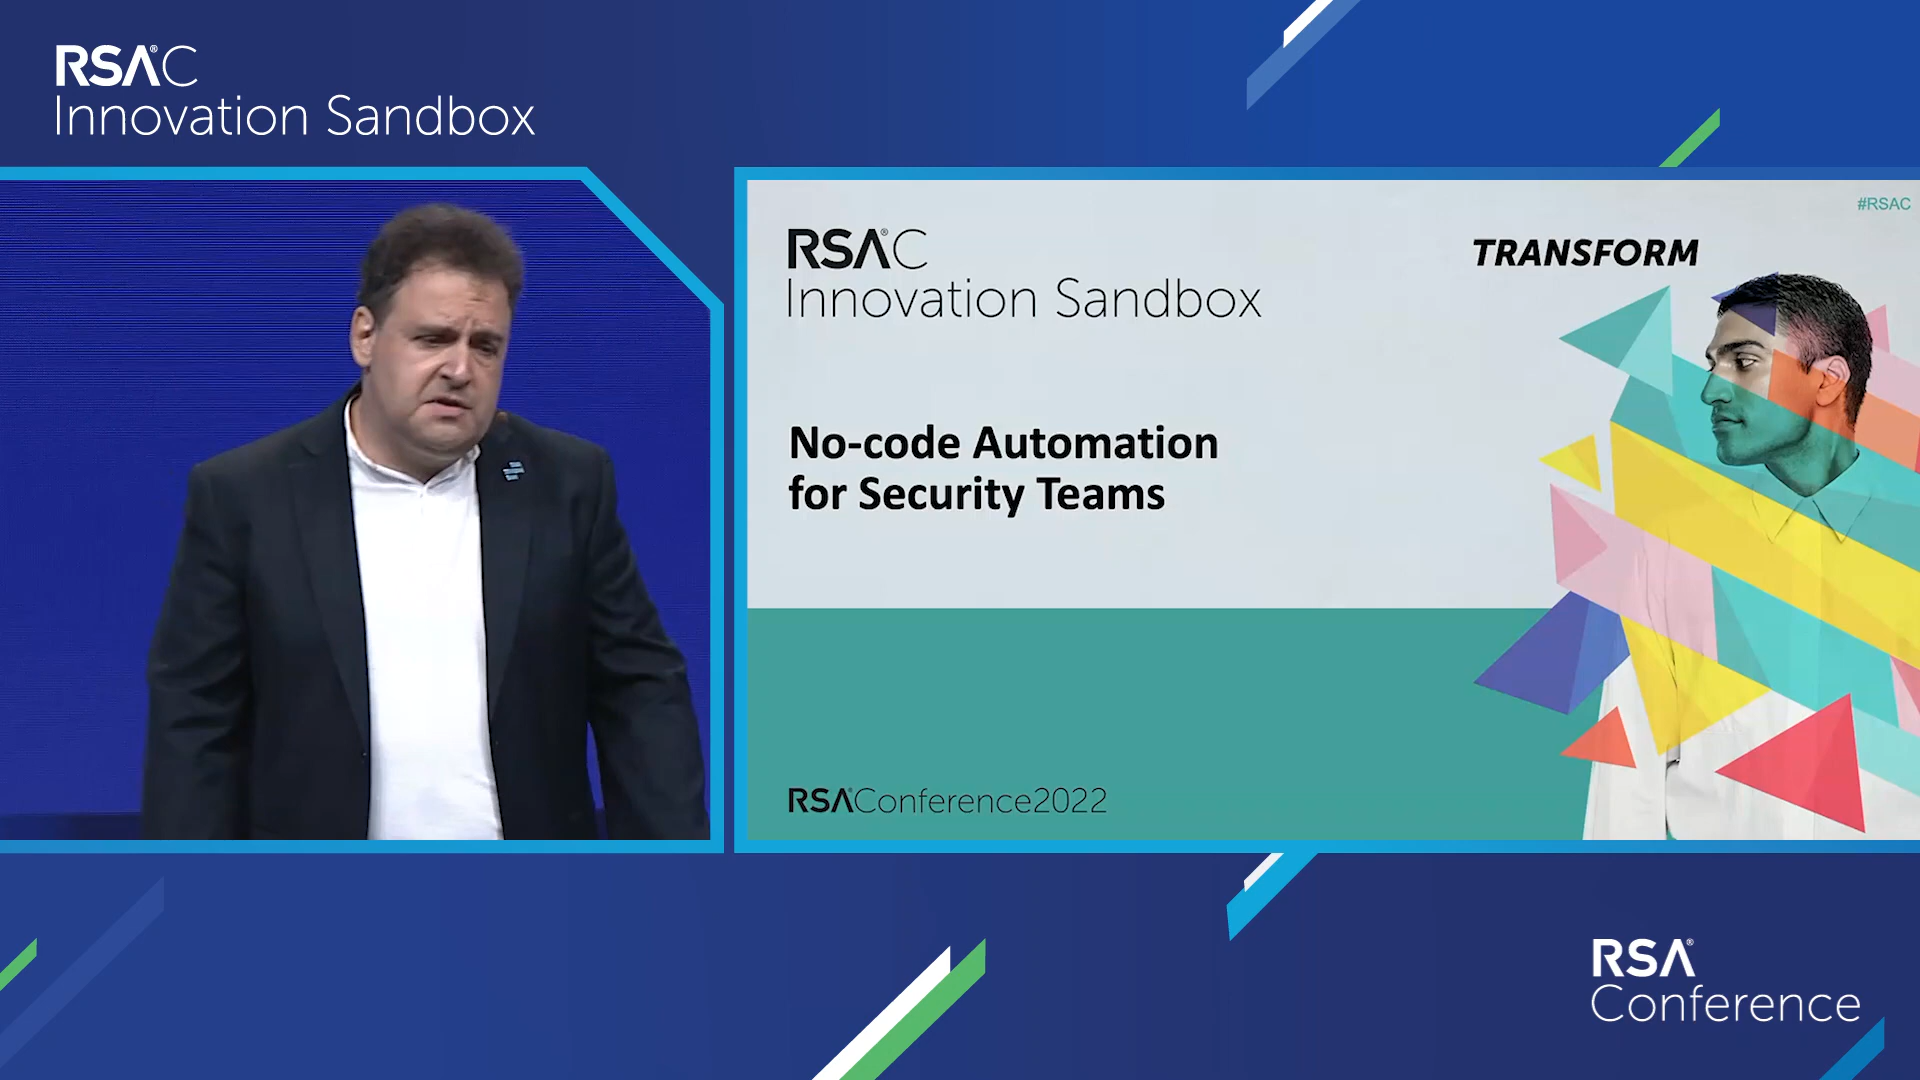 RSAC
Innovation Sandbox
#RSAC
RSAC
Innovation Sandbox
TRANSFORM
No-code Automation
for Security Teams
RSAConference2022
RSA
Conference